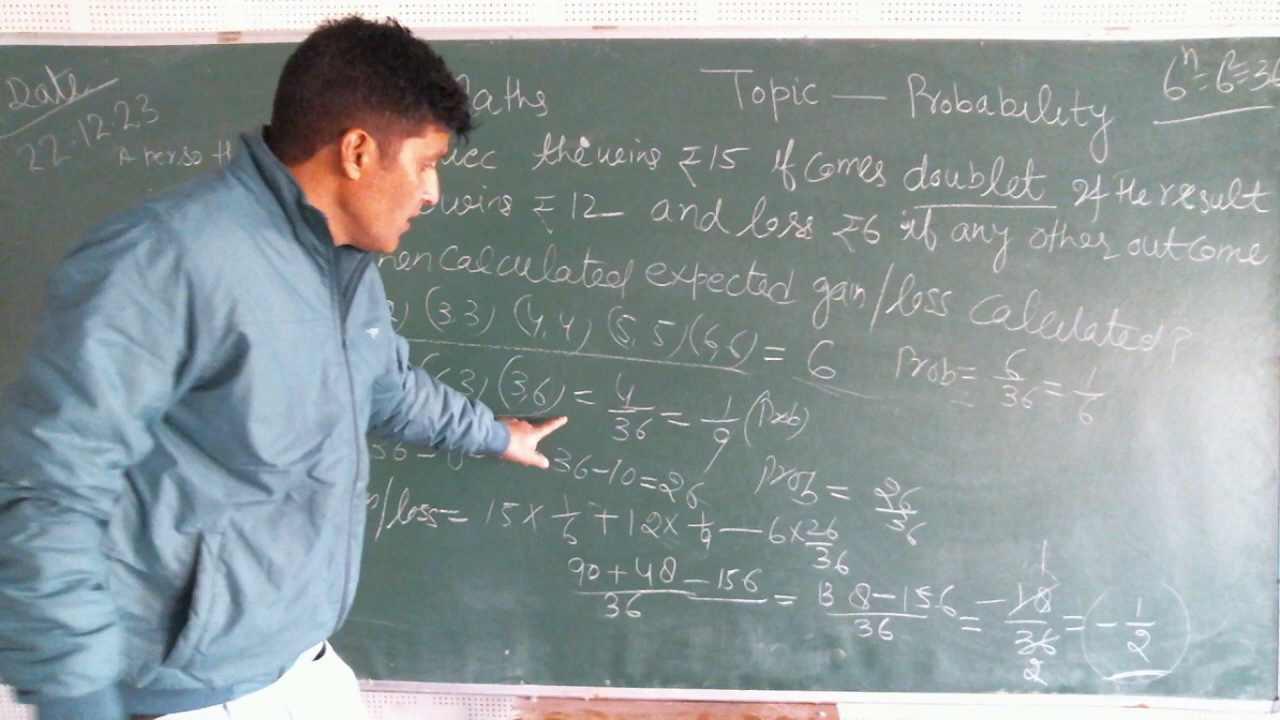 Date
22.12.23
Maths
Topic — Probability
6ⁿ = 6² = 36
the wins ₹15 if comes doublet if the result
wins ₹12 and loss ₹6 if any other outcome
calculated expected gain/loss calculated?
(3 3) (4,4) (5,5) (6,6) = 6 Prob = 6/36 = 1/6
(3,6) = 4/36 = 1/9 (Prob)
36-10=26 Prob = 26/36
/loss = 15 × 1/6 + 12 × 1/9 — 6 × 26/36
90+48-156/36 = 138-156/36 = -18/36 = -1/2